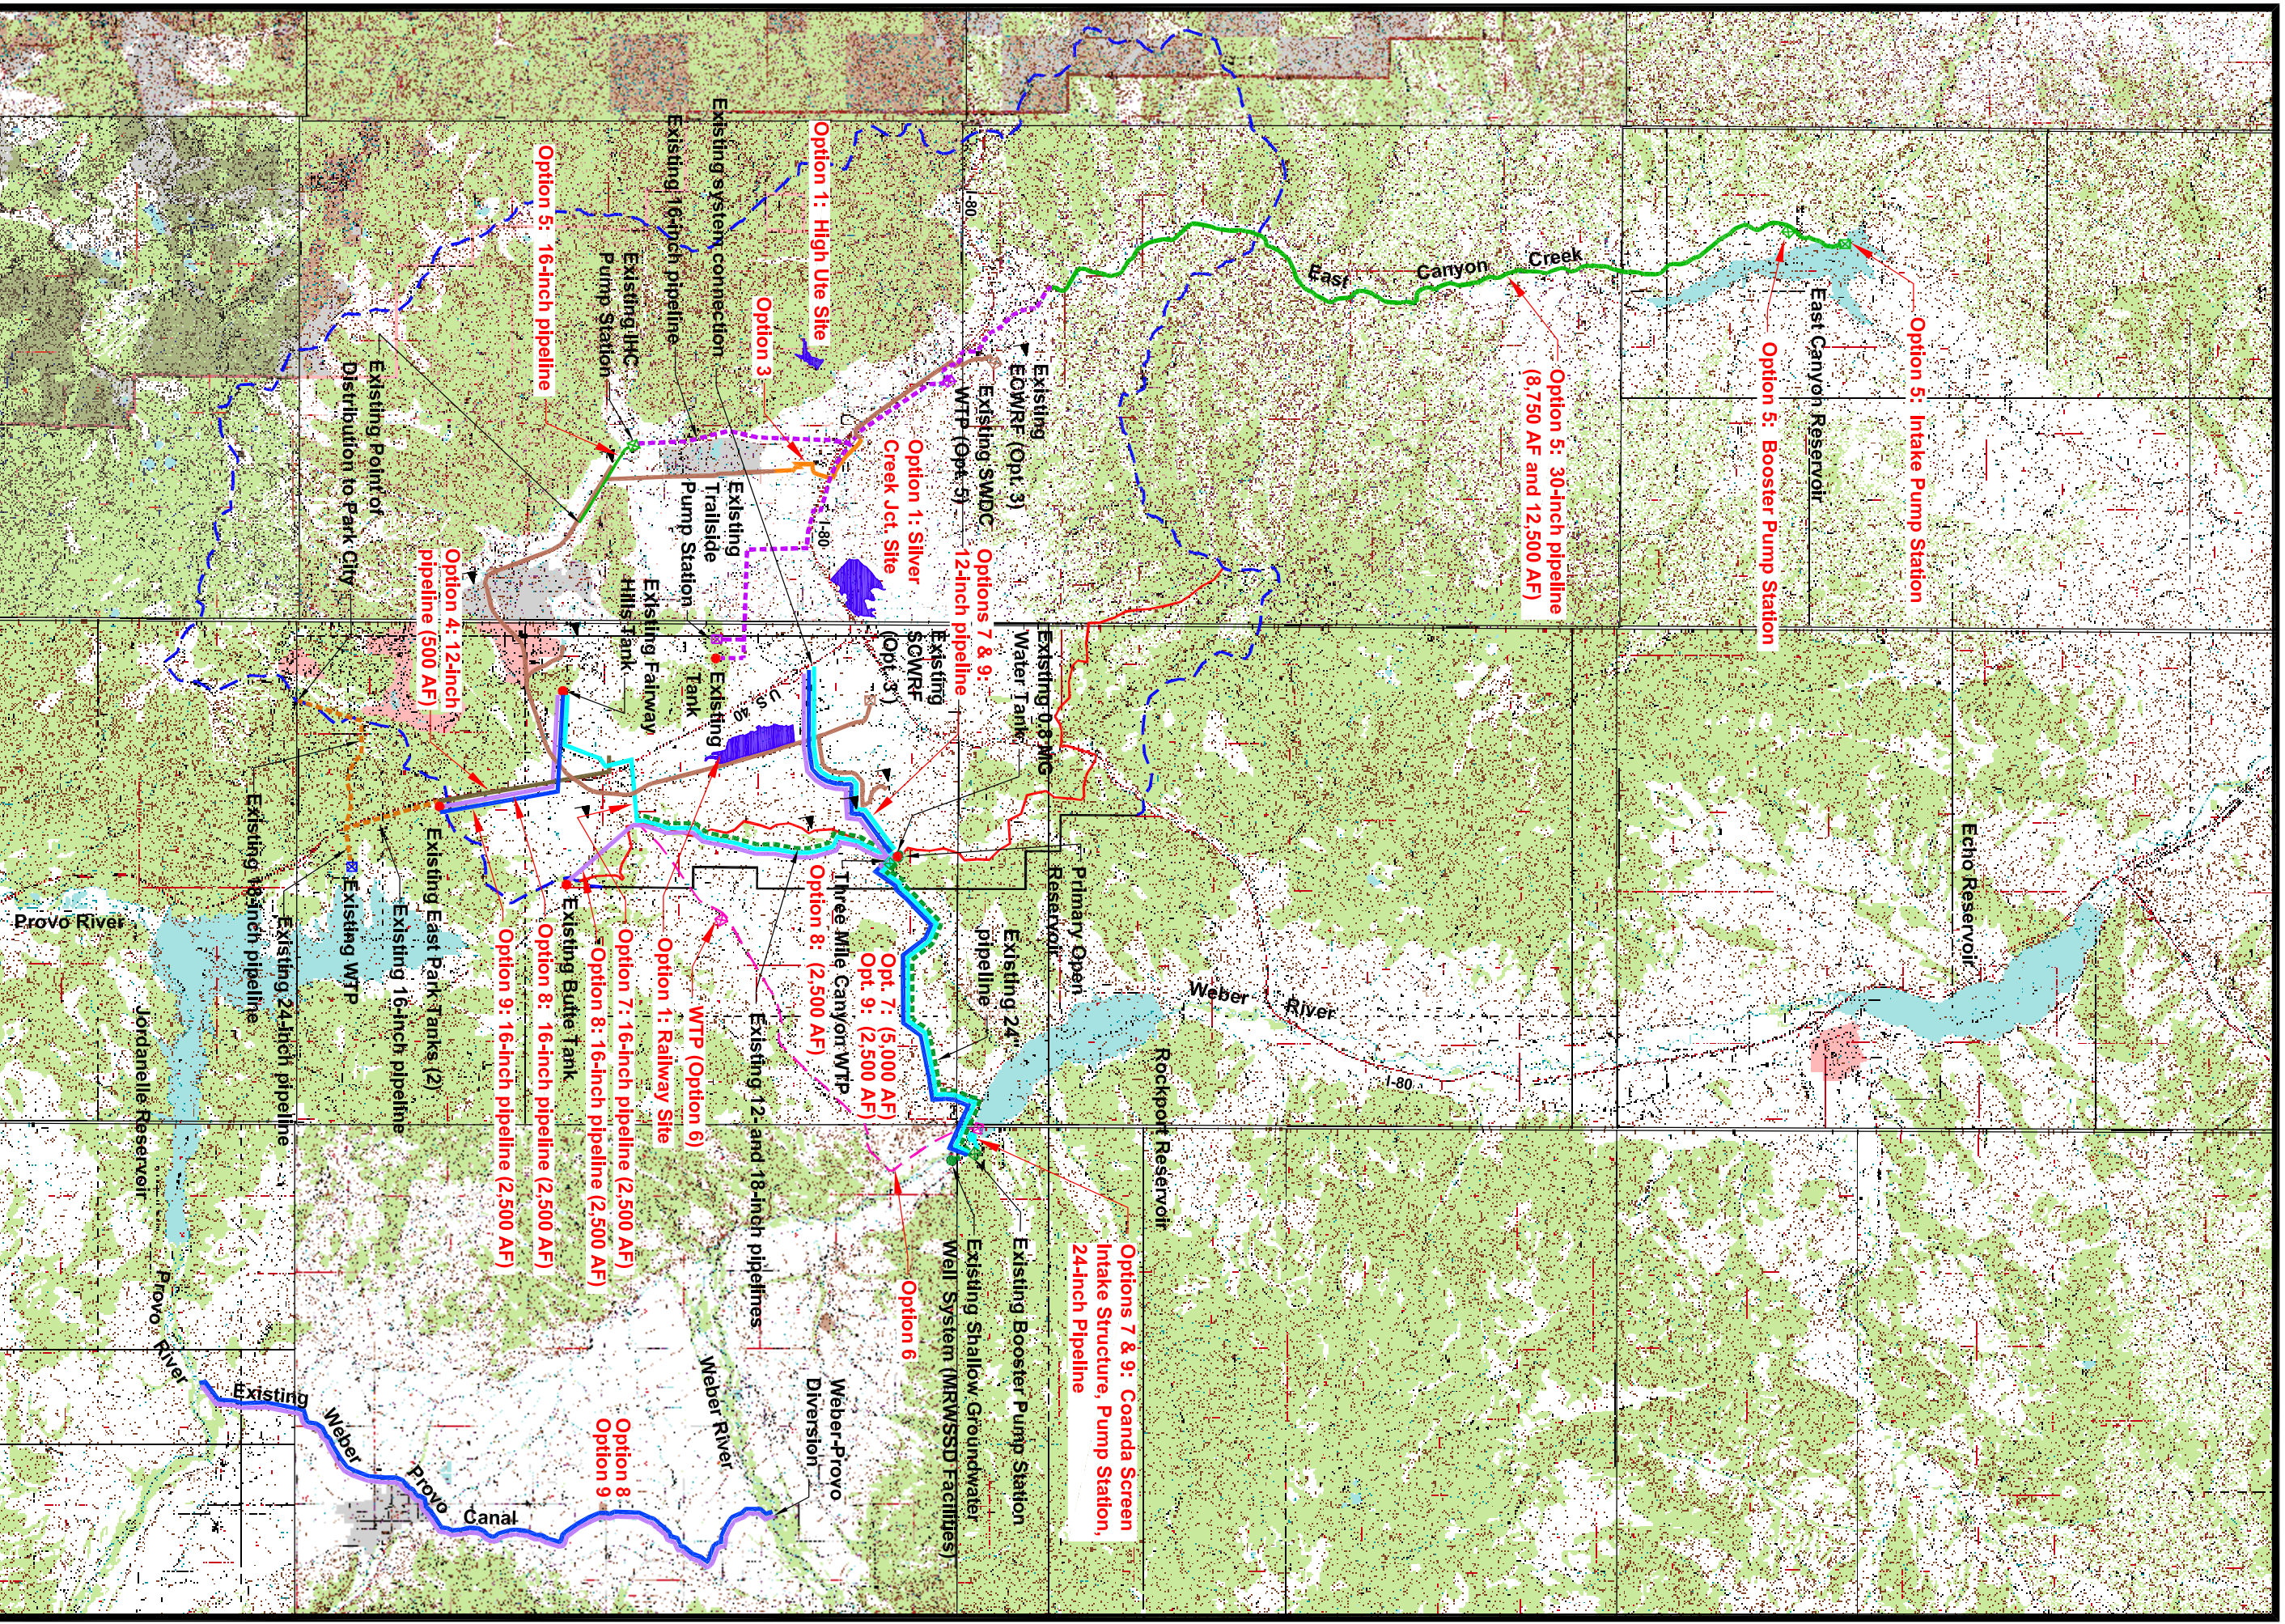 Option 5:  Intake Pump Station
East Canyon Reservoir
Option 5:  Booster Pump Station
East
Canyon
Creek
Option 5:  30-inch pipeline
(8,750 AF and 12,500 AF)
I-80
Existing
ECWRF (Opt. 3)
Existing SWDC
WTP (Opt. 5)
Option 1:  High Ute Site
Option 3
Existing system connection
Existing 16-inch pipeline
Existing IHC
Pump Station
Option 5:  16-inch pipeline
Existing Point of
Distribution to Park City
Option 1: Silver
Creek Jct. Site
I-80
Existing
Trailside
Pump Station
Options 7 & 9:
12-inch pipeline
Existing 0.8 MG
Water Tank
Existing
SCWRF
(Opt. 3)
Existing
Tank
Existing Fairway
Hills Tank
U.S. 40
Option 4: 12-inch
pipeline (500 AF)
Echo Reservoir
Primary Open
Reservoir
Existing 24"
pipeline
Weber
River
I-80
Rockport Reservoir
Opt. 7:  (5,000 AF)
Opt. 9:  (2,500 AF)
Three Mile Canyon WTP
Option 8:  (2,500 AF)
Existing 12- and 18-inch pipelines
WTP (Option 6)
Option 1: Railway Site
Option 7: 16-inch pipeline (2,500 AF)
Option 8: 16-inch pipeline (2,500 AF)
Existing Butte Tank
Option 8:  16-inch pipeline (2,500 AF)
Option 9: 16-inch pipeline (2,500 AF)
Existing East Park Tanks (2)
Existing 16-inch pipeline
Existing WTP
Existing 24-inch pipeline
Existing 18-inch pipeline
Provo River
Jordanelle Reservoir
Options 7 & 9:  Coanda Screen
Intake Structure, Pump Station,
24-inch Pipeline
Existing Booster Pump Station
Existing Shallow Groundwater
Well  System (MRWSSD Facilities)
Option 6
Weber-Provo
Diversion
Weber River
Option 8
Option 9
Provo
River
Existing
Weber
Provo
Canal